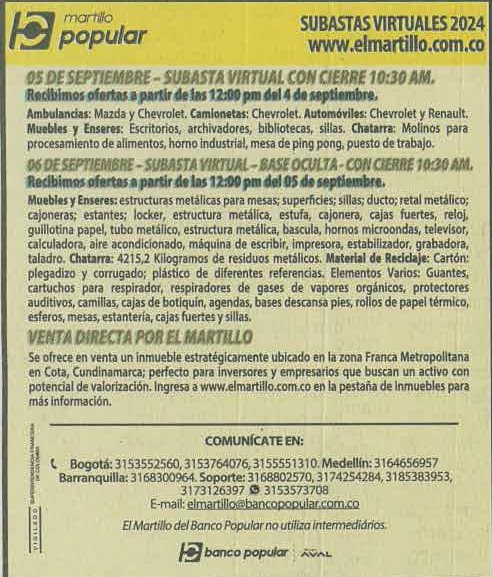 martillo
popular
SUBASTAS VIRTUALES 2024
www.elmartillo.com.co
05 DE SEPTIEMBRE – SUBASTA VIRTUAL CON CIERRE 10:30 AM.
Recibimos ofertas a partir de las 12:00 pm del 4 de septiembre.
Ambulancias: Mazda y Chevrolet. Camionetas: Chevrolet. Automóviles: Chevrolet y Renault.
Muebles y Enseres: Escritorios, archivadores, bibliotecas, sillas. Chatarra: Molinos para
procesamiento de alimentos, horno industrial, mesa de ping pong, puesto de trabajo.
06 DE SEPTIEMBRE – SUBASTA VIRTUAL – BASE OCULTA - CON CIERRE 10:30 AM.
Recibimos ofertas a partir de las 12:00 pm del 05 de septiembre.
Muebles y Enseres: estructuras metálicas para mesas; superficies; sillas; ducto; retal metálico;
cajoneras; estantes; locker, estructura metálica, estufa, cajonera, cajas fuertes, reloj,
guillotina papel, tubo metálico, estructura metálica, bascula, hornos microondas, televisor,
calculadora, aire acondicionado, máquina de escribir, impresora, estabilizador, grabadora,
taladro. Chatarra: 4215,2 Kilogramos de residuos metálicos. Material de Reciclaje: Cartón:
plegadizo y corrugado; plástico de diferentes referencias. Elementos Varios: Guantes,
cartuchos para respirador, respiradores de gases de vapores orgánicos, protectores
auditivos, camillas, cajas de botiquín, agendas, bases descansa pies, rollos de papel térmico,
esferos, mesas, estantería, cajas fuertes y sillas.
VENTA DIRECTA POR EL MARTILLO
Se ofrece en venta un inmueble estratégicamente ubicado en la zona Franca Metropolitana
en Cota, Cundinamarca; perfecto para inversores y empresarios que buscan un activo con
potencial de valorización. Ingresa a www.elmartillo.com.co en la pestaña de inmuebles para
más información.
COMUNÍCATE EN:
Bogotá: 3153552560, 3153764076, 3155551310. Medellín: 3164656957
Barranquilla: 3168300964. Soporte: 3168802570, 3174254284, 3185383953,
3173126397 3153573708
E-mail: elmartillo@bancopopular.com.co
El Martillo del Banco Popular no utiliza intermediários.
banco popular
AVAL
VIGILADO SUPERINTENDENCIA FINANCIERA
DE COLOMBIA